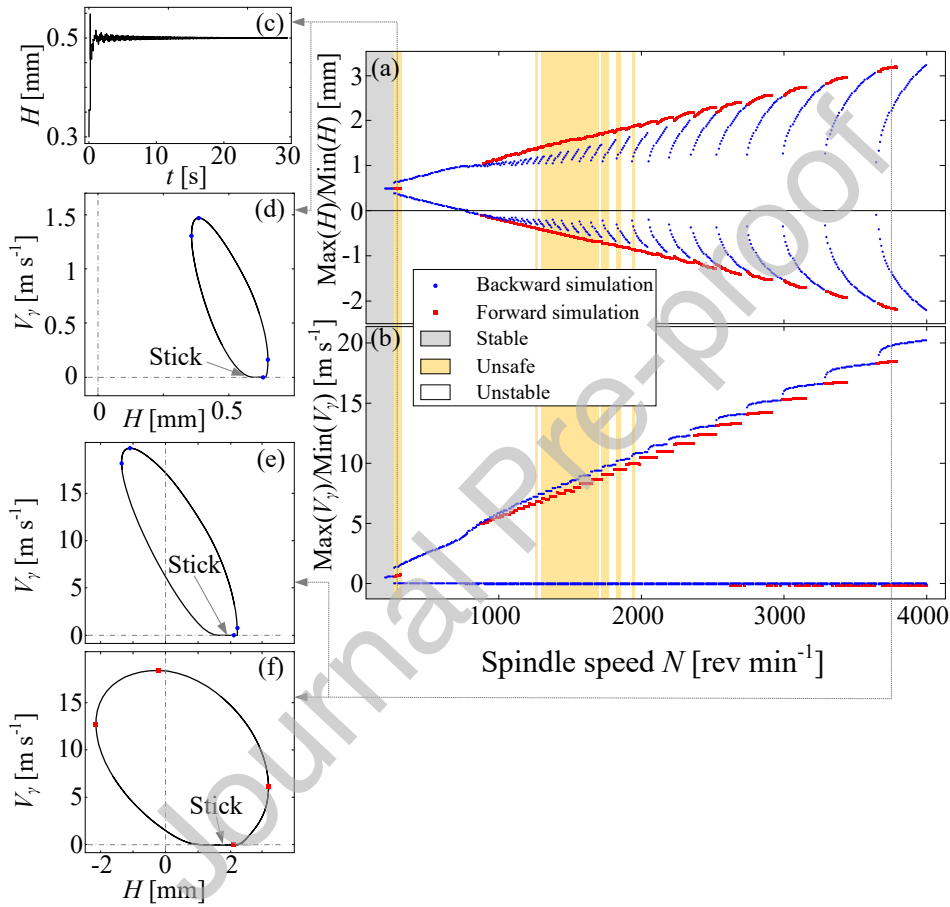 (c)
H [mm]
0.5
0.3
0 10 20 30
t [s]
(d)
V_γ [m s⁻¹]
1.5
1
0.5
0
Stick
0 0.5
H [mm]
(e)
V_γ [m s⁻¹]
15
10
5
0
Stick
(f)
V_γ [m s⁻¹]
15
10
5
0
Stick
-2 0 2
H [mm]
(a)
Max(H)/Min(H) [mm]
3
2
1
0
-1
-2
Backward simulation
Forward simulation
Stable
Unsafe
Unstable
(b)
Max(V_γ)/Min(V_γ) [m s⁻¹]
20
15
10
5
0
1000 2000 3000 4000
Spindle speed N [rev min⁻¹]
Journal Pre-proof